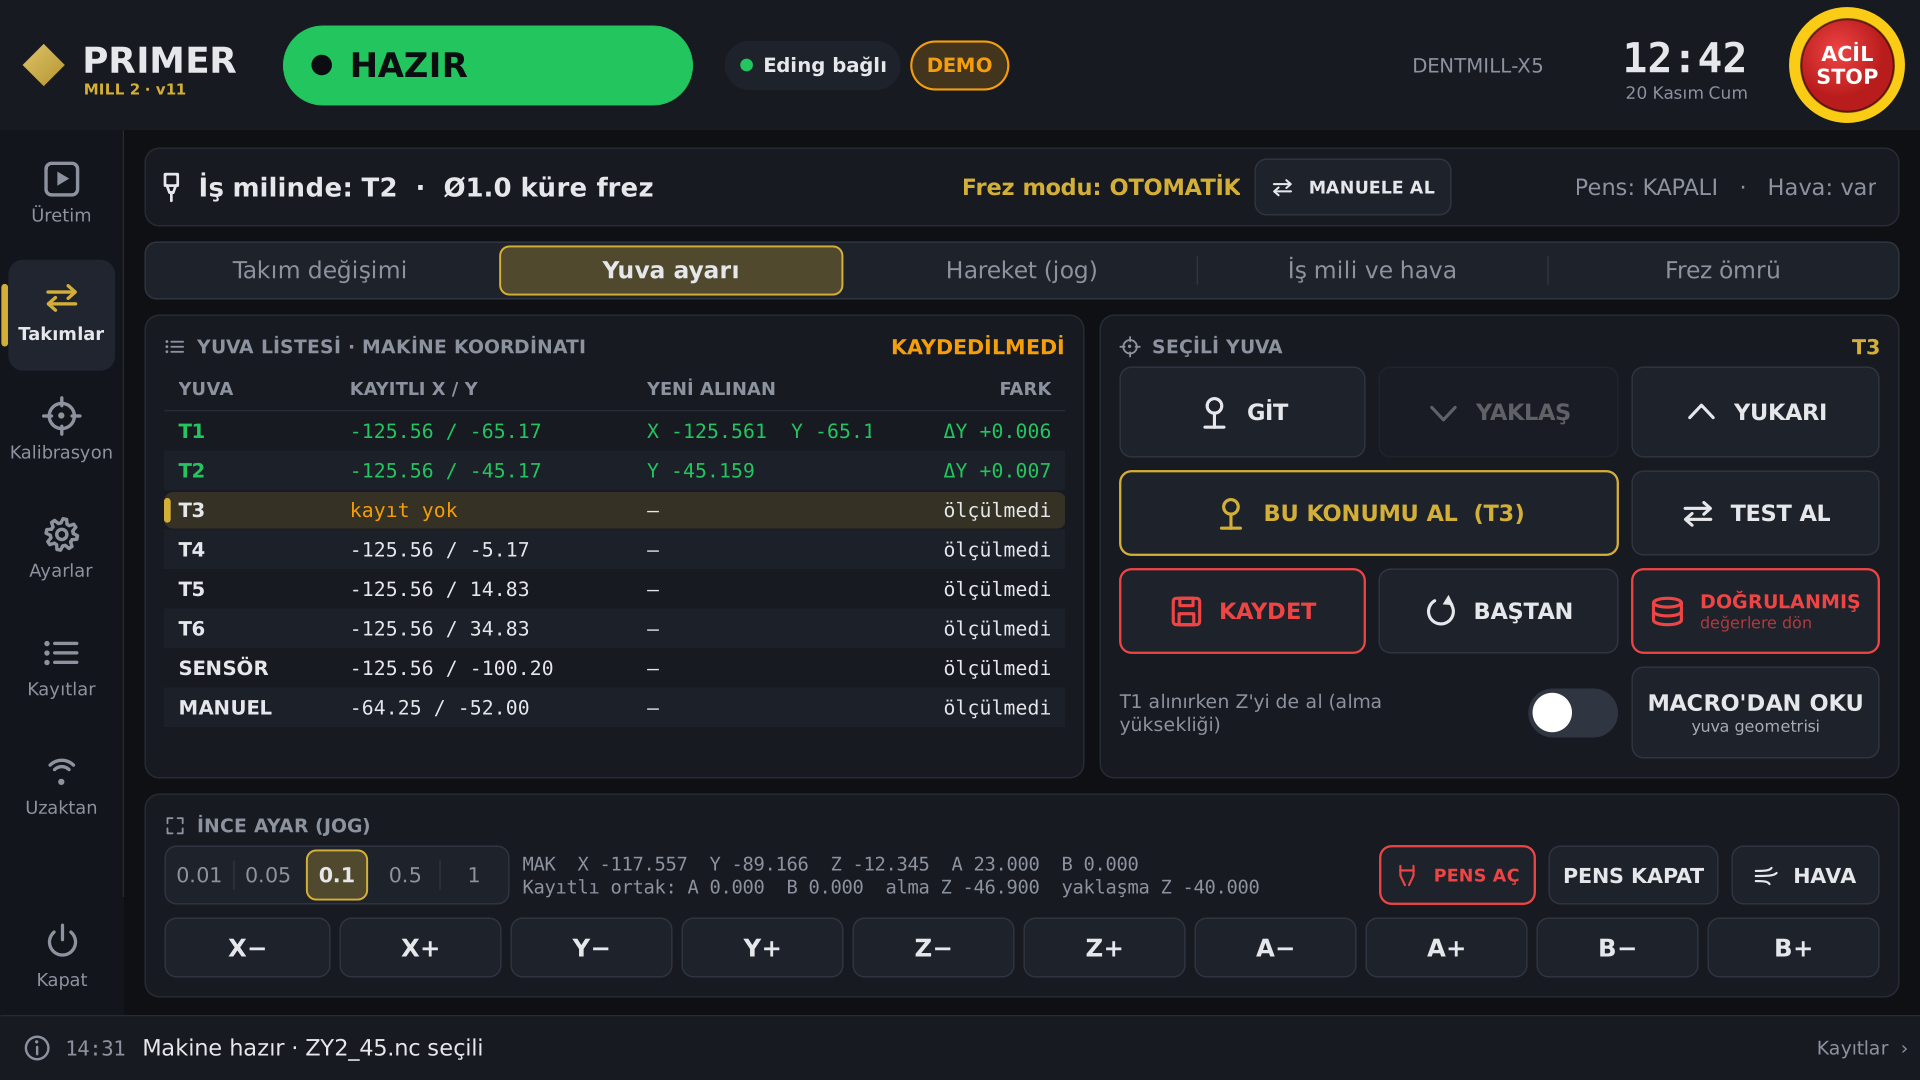 PRIMER
MILL 2 · v11
HAZIR
Eding bağlı
DEMO
DENTMILL-X5
12:42
20 Kasım Cum
ACİL
STOP
Üretim
Takımlar
Kalibrasyon
Ayarlar
Kayıtlar
Uzaktan
Kapat
İş milinde: T2 · Ø1.0 küre frez
Frez modu: OTOMATİK
MANUELE AL
Pens: KAPALI · Hava: var
Takım değişimi
Yuva ayarı
Hareket (jog)
İş mili ve hava
Frez ömrü
YUVA LİSTESİ · MAKİNE KOORDİNATI
KAYDEDİLMEDİ
YUVA KAYITLI X / Y YENİ ALINAN FARK
T1 -125.56 / -65.17 X -125.561 Y -65.1 ΔY +0.006
T2 -125.56 / -45.17 Y -45.159 ΔY +0.007
T3 kayıt yok – ölçülmedi
T4 -125.56 / -5.17 – ölçülmedi
T5 -125.56 / 14.83 – ölçülmedi
T6 -125.56 / 34.83 – ölçülmedi
SENSÖR -125.56 / -100.20 – ölçülmedi
MANUEL -64.25 / -52.00 – ölçülmedi
SEÇİLİ YUVA
T3
GİT
YAKLAŞ
YUKARI
BU KONUMU AL (T3)
TEST AL
KAYDET
BAŞTAN
DOĞRULANMIŞ
değerlere dön
T1 alınırken Z'yi de al (alma
yüksekliği)
MACRO'DAN OKU
yuva geometrisi
İNCE AYAR (JOG)
0.01 0.05 0.1 0.5 1
MAK X -117.557 Y -89.166 Z -12.345 A 23.000 B 0.000
Kayıtlı ortak: A 0.000 B 0.000 alma Z -46.900 yaklaşma Z -40.000
PENS AÇ
PENS KAPAT
HAVA
X− X+ Y− Y+ Z− Z+ A− A+ B− B+
14:31 Makine hazır · ZY2_45.nc seçili
Kayıtlar ›